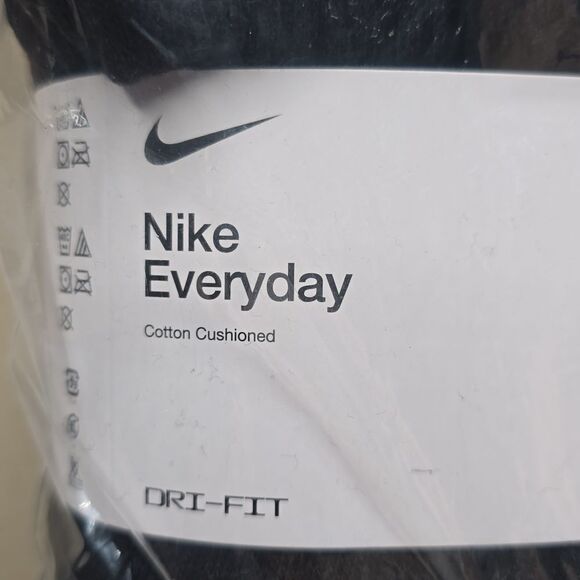 Nike
Everyday
Cotton Cushioned
DRI-FIT